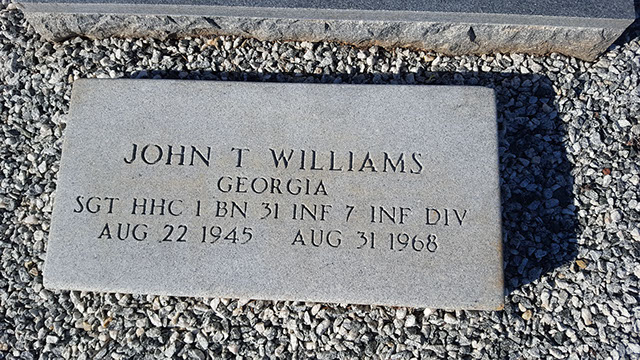 JOHN T WILLIAMS
GEORGIA
SGT HHC 1 BN 31 INF 7 INF DIV
AUG 22 1945 AUG 31 1968